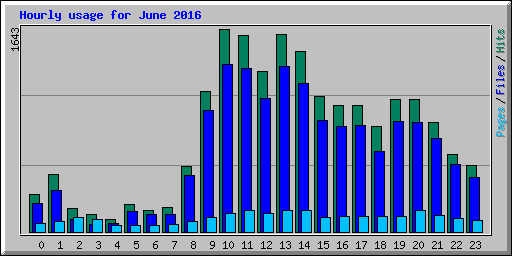 Hourly usage for June 2016
1643
Pages/Files/Hits
0 1 2 3 4 5 6 7 8 9 10 11 12 13 14 15 16 17 18 19 20 21 22 23